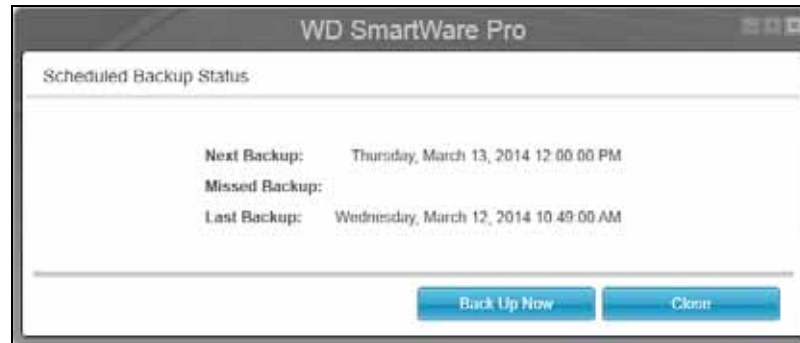 WD SmartWare Pro
Scheduled Backup Status
Next Backup: Thursday, March 13, 2014 12:00:00 PM
Missed Backup:
Last Backup: Wednesday, March 12, 2014 10:49:00 AM
Back Up Now Close